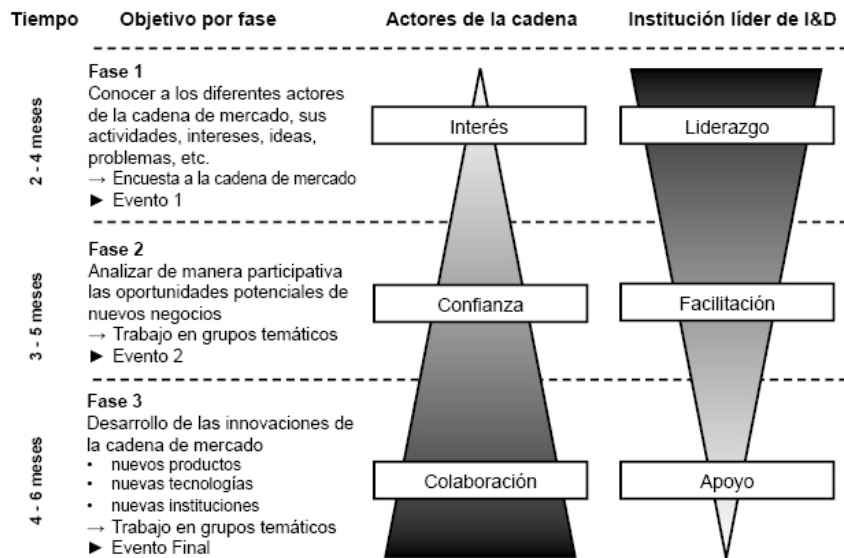 Tiempo
Objetivo por fase
Actores de la cadena
Institución líder de I&D
2 - 4 meses
Fase 1
Conocer a los diferentes actores
de la cadena de mercado, sus
actividades, intereses, ideas,
problemas, etc.
→ Encuesta a la cadena de mercado
► Evento 1
Interés
Liderazgo
3 - 5 meses
Fase 2
Analizar de manera participativa
las oportunidades potenciales de
nuevos negocios
→ Trabajo en grupos temáticos
► Evento 2
Confianza
Facilitación
4 - 6 meses
Fase 3
Desarrollo de las innovaciones de
la cadena de mercado
• nuevos productos
• nuevas tecnologías
• nuevas instituciones
→ Trabajo en grupos temáticos
► Evento Final
Colaboración
Apoyo